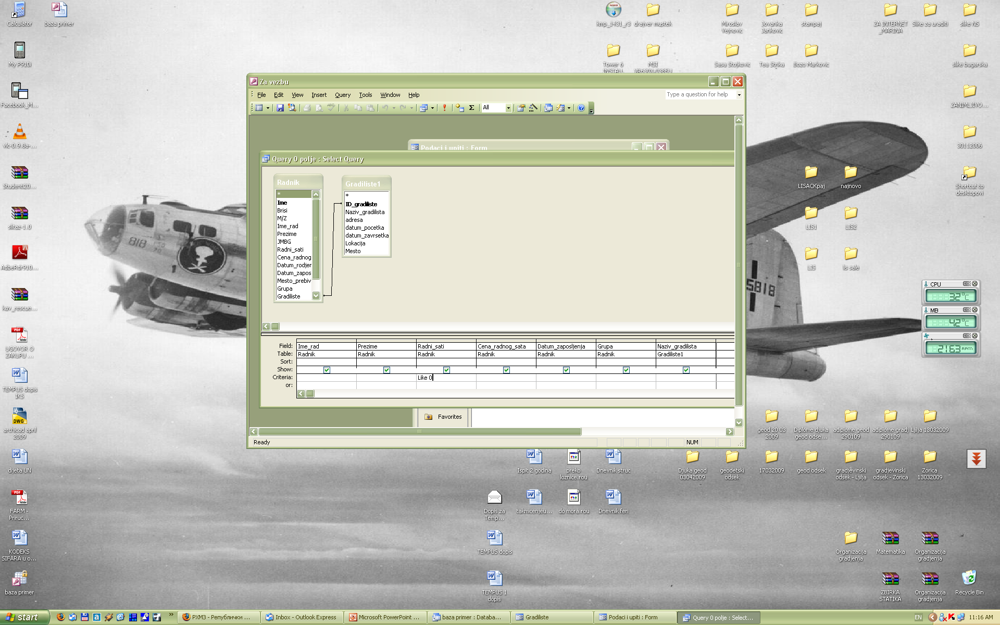 Calculator
baza primer
kmp_1431_r3
drajver mustek
Miroslav Vejnovic
Jovanka Jankovic
stampaj
ZA INTERNET _MARINA
Slike za uraditi
slike NS
My P910i
Tower 6 INSTALL
MSI VR630X-038EU
Sasa Stojkovic
Tea Strika
Bozo Markovic
slike bugarska
Za vezbu
File Edit View Insert Query Tools Window Help
Type a question for help
All
Facebook_M...
ZANIMLJIVO...
vlc-0.9.8a-...
30112006
Podaci i upiti : Form
Query 0 polje : Select Query
Radnik
*
Ime
Brisi
M/Z
Ime_rad
Prezime
JMBG
Radni_sati
Cena_radnog
Datum_rodjer
Datum_zapos
Mesto_prebiv
Grupa
Gradiliste
Gradiliste1
*
ID_gradiliste
Naziv_gradilista
adresa
datum_pocetka
datum_zavrsetka
Lokacija
Mesto
Studenti20...
LISACKpaj
najnovo
Shortcut to desktopovi
slitaz-1.0
LIS1
LIS2
AdbeRdr910...
LIS
lis sale
818
5818
CPU
32°C
MB
42°C
2163 RPM
kav_rescue...
UGOVOR O ZAKUPU ...
Field: Ime_rad Prezime Radni_sati Cena_radnog_sata Datum_zaposljenja Grupa Naziv_gradilista
Table: Radnik Radnik Radnik Radnik Radnik Radnik Gradiliste1
Sort:
Show:
Criteria: Like 0
or:
Favorites
Ready
NUM
TEMPUS dopis IKS
archicad april 2009
geod 20 03 2009
Diplome djuka geod odse...
adiplome geod 290109
adiplome gradj 290109
Ljilja 13032009
dijeta UN
Ispit 2 godina
preko loznice.rou
Dnevnik struc
Djuka geod 03042009
geodetski odsek
17032009
geod odsek
gradjevinski odsek - Ljilja
gradjevinski odsek - Zorica
Zorica 13032009
FARM - Priruc...
Dopis za Temp...
takmicenjeu...
do mora.rou
Dnevnik feri
KODEKS SIFARA u o...
TEMPUS dopis
Organizacija gradjenja
Matematika
Organizacija gradjenja
baza primer
TEMPUS 1 dopis
ZBIRKA STATIKA
Organizacija gradjenja
Recycle Bin
start
РХМЗ - Републички ...
Inbox - Outlook Express
Microsoft PowerPoint ...
baza primer : Databa...
Gradiliste
Podaci i upiti : Form
Query 0 polje : Select...
EN
11:16 AM